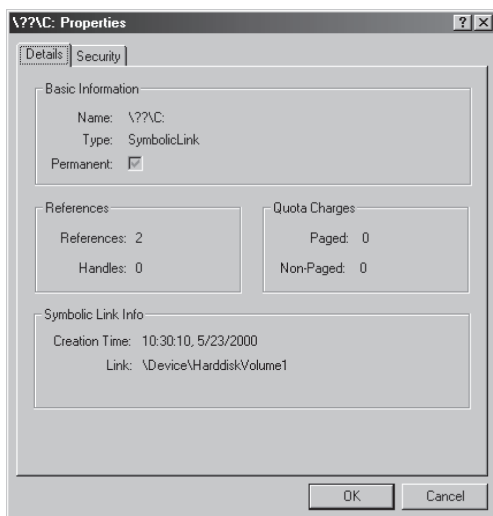 \??\C: Properties
Details
Security
Basic Information
Name: \??\C:
Type: SymbolicLink
Permanent:
References
References: 2
Handles: 0
Quota Charges
Paged: 0
Non-Paged: 0
Symbolic Link Info
Creation Time: 10:30:10, 5/23/2000
Link: \Device\HarddiskVolume1
OK
Cancel